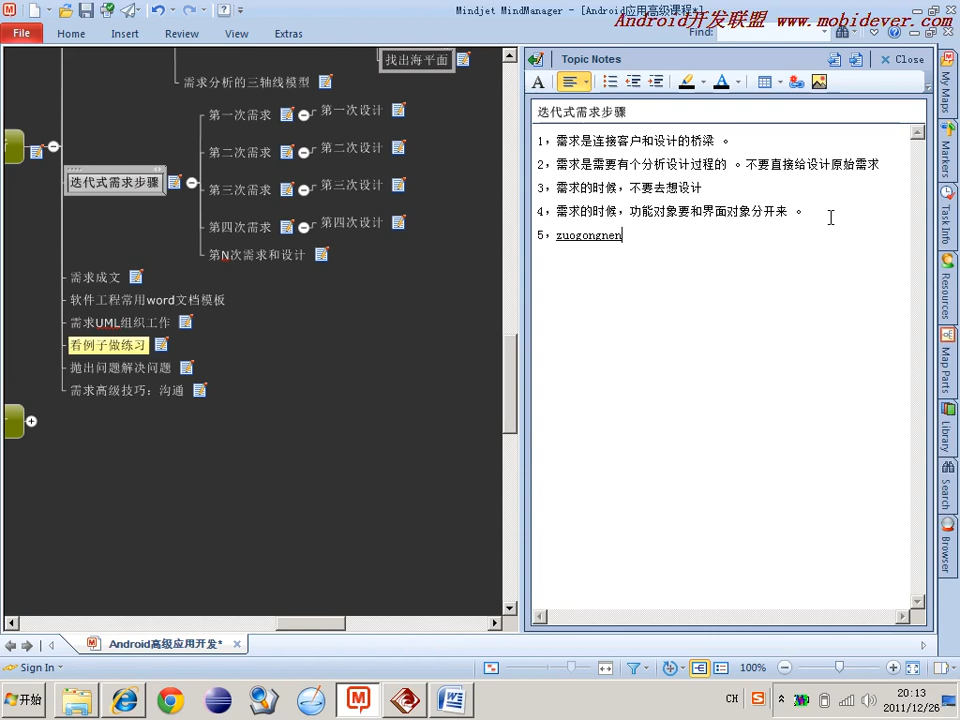 Mindjet MindManager - [Android应用高级课程*]
Android开发联盟 www.mobidever.com
File Home Insert Review View Extras Find:
找出海平面
需求分析的三轴线模型
第一次需求 第一次设计
第二次需求 第二次设计
迭代式需求步骤
第三次需求 第三次设计
第四次需求 第四次设计
第N次需求和设计
需求成文
软件工程常用word文档模板
需求UML组织工作
看例子做练习
抛出问题解决问题
需求高级技巧：沟通
Topic Notes Close
迭代式需求步骤
1，需求是连接客户和设计的桥梁 。
2，需求是需要有个分析设计过程的 。不要直接给设计原始需求
3，需求的时候，不要去想设计
4，需求的时候，功能对象要和界面对象分开来 。
5，zuogongnen
My Maps
Markers
Task Info
Resources
Map Parts
Library
Search
Browser
Android高级应用开发*
Sign In 100%
开始 CH 20:13
2011/12/26